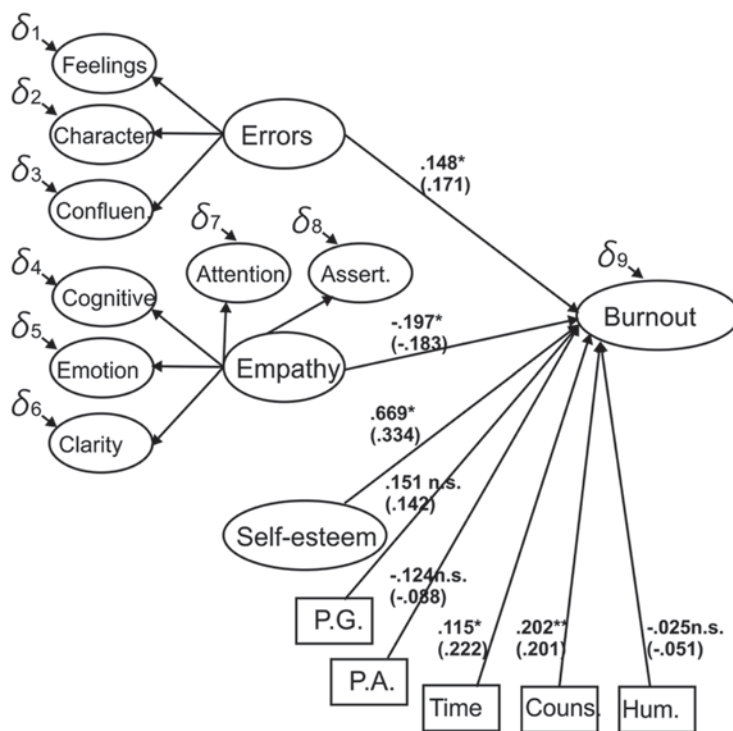 δ1
Feelings
δ2
Character
Errors
δ3
Confluen.
.148*
(.171)
δ7
δ8
δ9
δ4
Attention
Assert.
Cognitive
Burnout
δ5
-.197*
(-.183)
Emotion
Empathy
δ6
Clarity
.669*
(.334)
.151 n.s.
(.142)
Self-esteem
-.124n.s.
(-.088)
P.G.
.115*
(.222)
.202**
(.201)
-.025n.s.
(-.051)
P.A.
Time
Couns.
Hum.